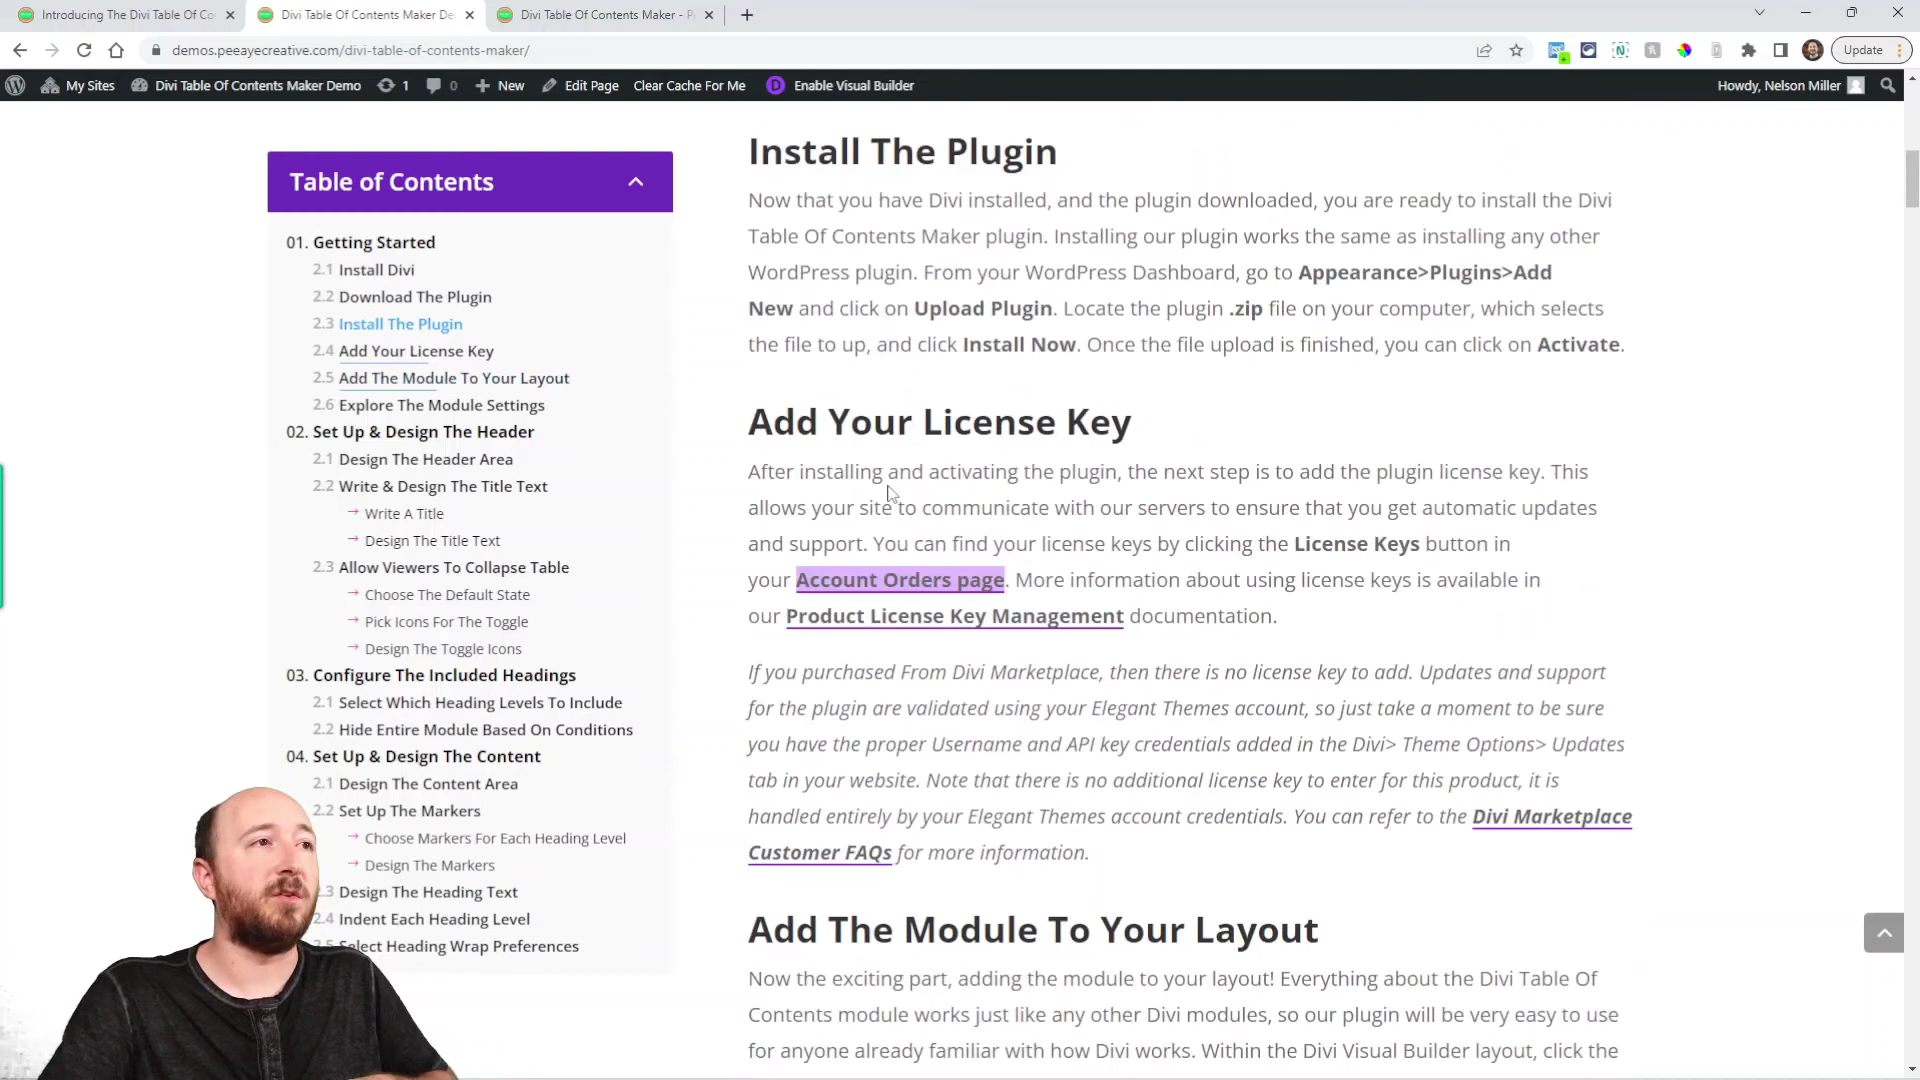 Introducing The Divi Table Of Co
Divi Table Of Contents Maker De
Divi Table Of Contents Maker - P
demos.peeayecreative.com/divi-table-of-contents-maker/
Update
My Sites
Divi Table Of Contents Maker Demo
1
0
New
Edit Page
Clear Cache For Me
D
Enable Visual Builder
Howdy, Nelson Miller
Table of Contents
01. Getting Started
2.1 Install Divi
2.2 Download The Plugin
2.3 Install The Plugin
2.4 Add Your License Key
2.5 Add The Module To Your Layout
2.6 Explore The Module Settings
02. Set Up & Design The Header
2.1 Design The Header Area
2.2 Write & Design The Title Text
Write A Title
Design The Title Text
2.3 Allow Viewers To Collapse Table
Choose The Default State
Pick Icons For The Toggle
Design The Toggle Icons
03. Configure The Included Headings
2.1 Select Which Heading Levels To Include
2.2 Hide Entire Module Based On Conditions
04. Set Up & Design The Content
2.1 Design The Content Area
2.2 Set Up The Markers
Choose Markers For Each Heading Level
Design The Markers
.3 Design The Heading Text
2.4 Indent Each Heading Level
2.5 Select Heading Wrap Preferences
Install The Plugin
Now that you have Divi installed, and the plugin downloaded, you are ready to install the Divi
Table Of Contents Maker plugin. Installing our plugin works the same as installing any other
WordPress plugin. From your WordPress Dashboard, go to Appearance>Plugins>Add
New and click on Upload Plugin. Locate the plugin .zip file on your computer, which selects
the file to up, and click Install Now. Once the file upload is finished, you can click on Activate.
Add Your License Key
After installing and activating the plugin, the next step is to add the plugin license key. This
allows your site to communicate with our servers to ensure that you get automatic updates
and support. You can find your license keys by clicking the License Keys button in
your Account Orders page. More information about using license keys is available in
our Product License Key Management documentation.
If you purchased From Divi Marketplace, then there is no license key to add. Updates and support
for the plugin are validated using your Elegant Themes account, so just take a moment to be sure
you have the proper Username and API key credentials added in the Divi> Theme Options> Updates
tab in your website. Note that there is no additional license key to enter for this product, it is
handled entirely by your Elegant Themes account credentials. You can refer to the Divi Marketplace
Customer FAQs for more information.
Add The Module To Your Layout
Now the exciting part, adding the module to your layout! Everything about the Divi Table Of
Contents module works just like any other Divi modules, so our plugin will be very easy to use
for anyone already familiar with how Divi works. Within the Divi Visual Builder layout, click the